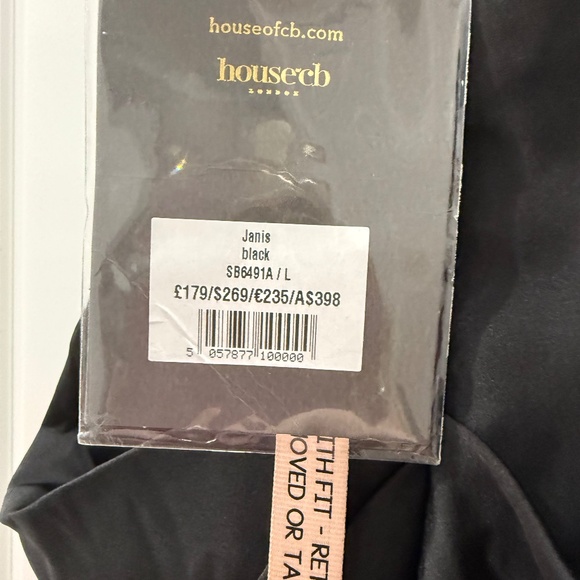 houseofcb.com
house cb
LONDON
Janis
black
SB6491A / L
£179/$269/€235/A$398
5 057877 100000
ITH FIT - RET
OVED OR TA